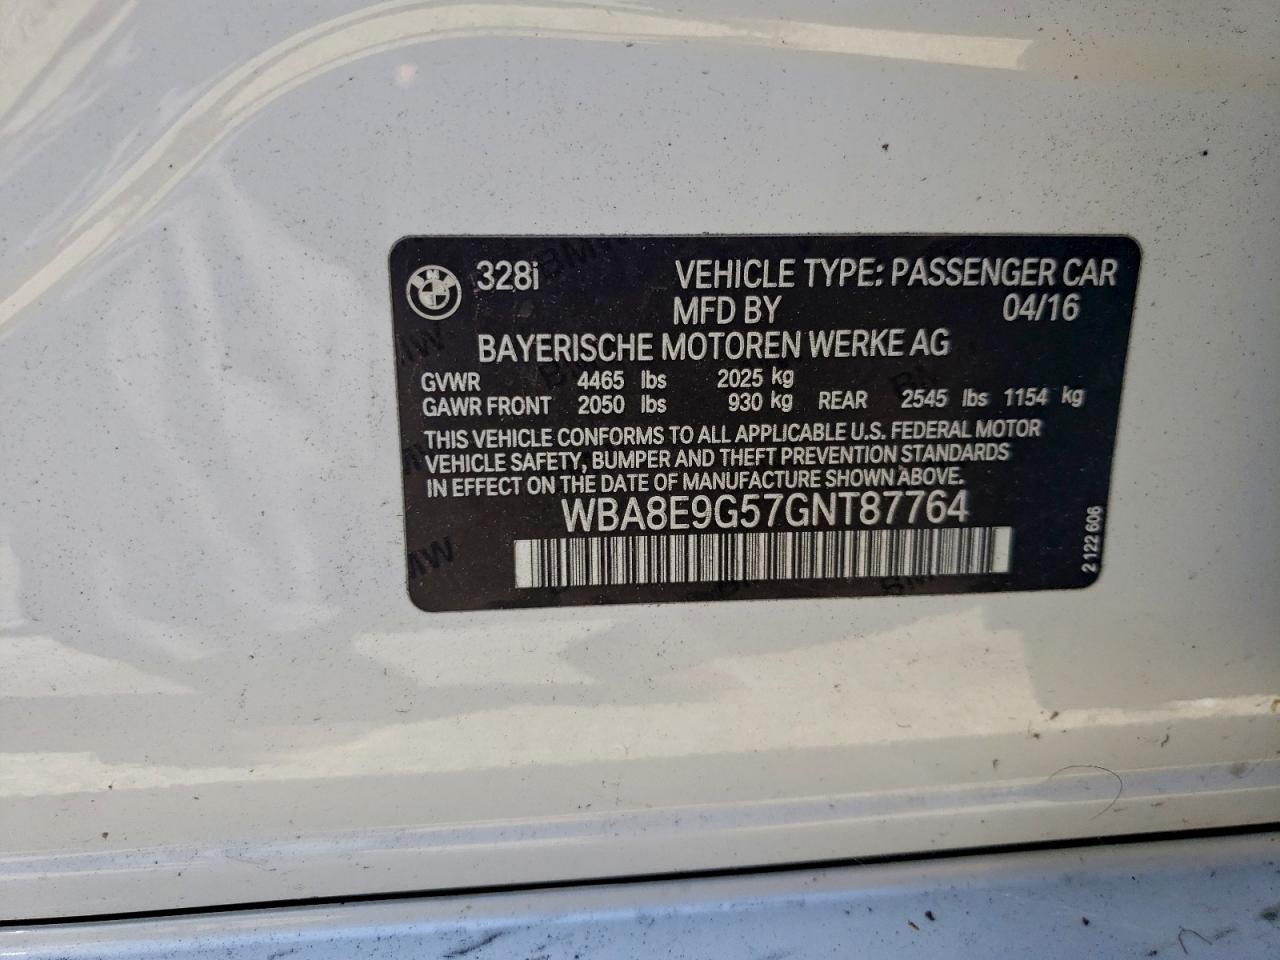 328i VEHICLE TYPE: PASSENGER CAR
MFD BY 04/16
BAYERISCHE MOTOREN WERKE AG
GVWR 4465 lbs 2025 kg
GAWR FRONT 2050 lbs 930 kg REAR 2545 lbs 1154 kg
THIS VEHICLE CONFORMS TO ALL APPLICABLE U.S. FEDERAL MOTOR
VEHICLE SAFETY, BUMPER AND THEFT PREVENTION STANDARDS
IN EFFECT ON THE DATE OF MANUFACTURE SHOWN ABOVE.
WBA8E9G57GNT87764
2 122 606